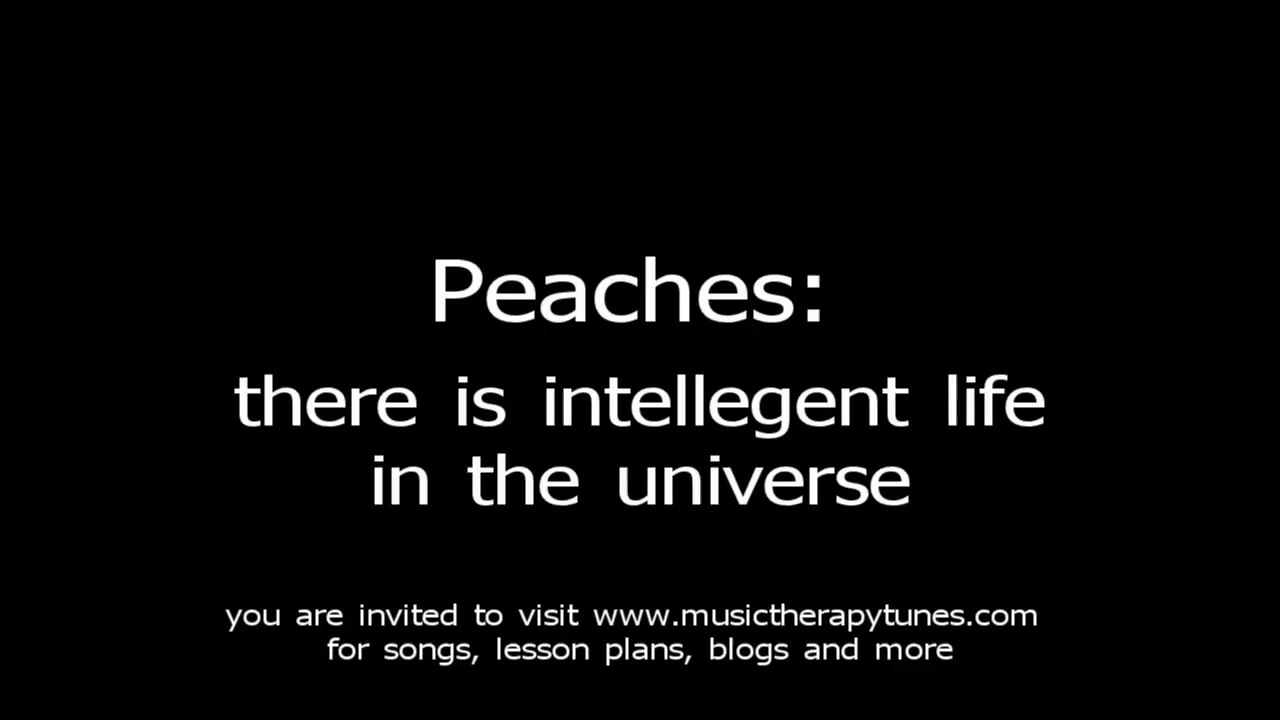 Peaches:
there is intellegent life
in the universe
you are invited to visit www.musictherapytunes.com
for songs, lesson plans, blogs and more